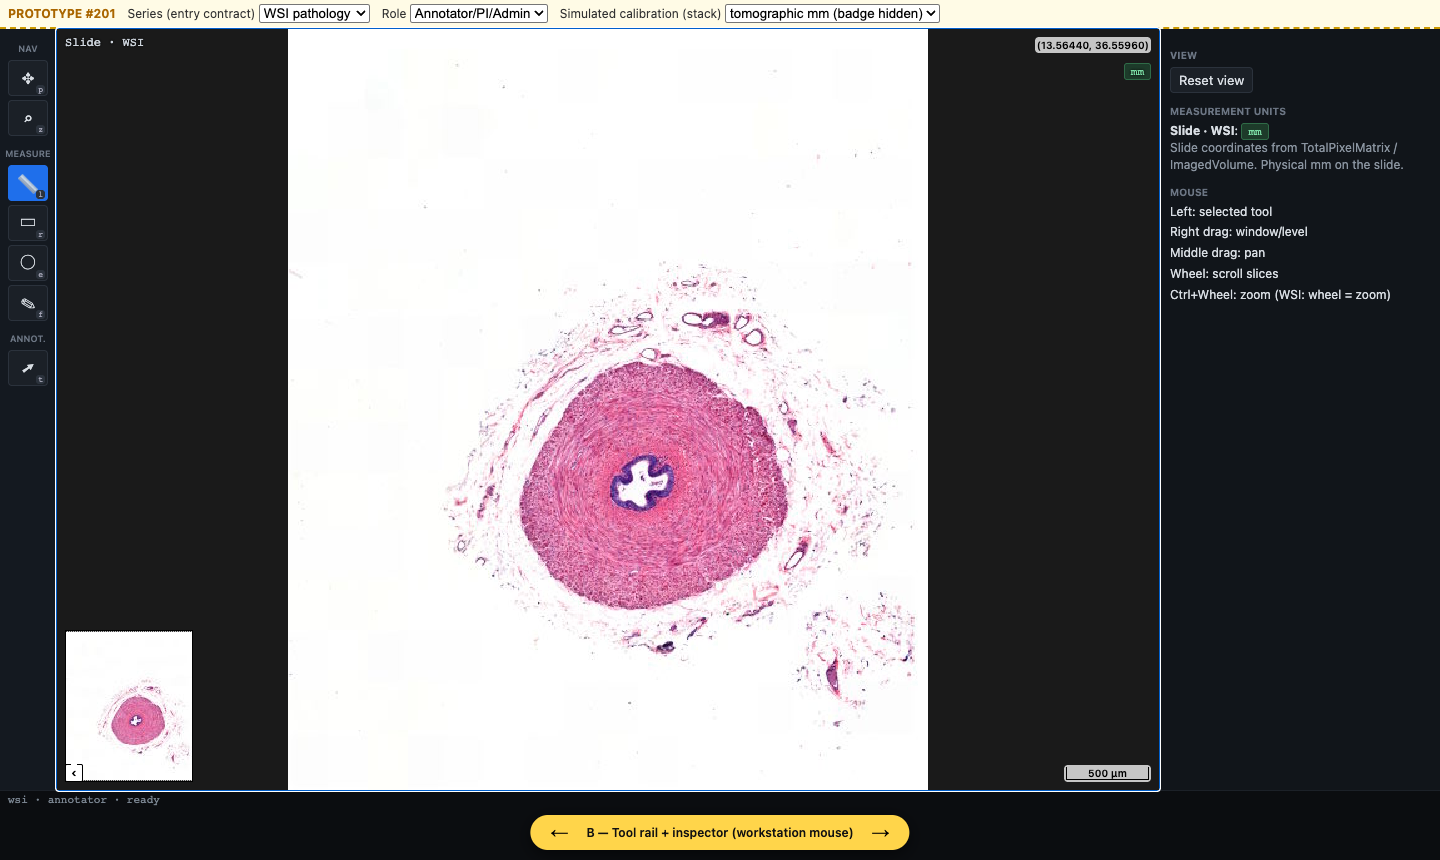 PROTOTYPE #201 Series (entry contract) WSI pathology Role Annotator/PI/Admin Simulated calibration (stack) tomographic mm (badge hidden)
NAV
p
z
MEASURE
l
r
e
f
ANNOT.
t
Slide · WSI
(13.56440, 36.55960)
mm
500 µm
VIEW
Reset view
MEASUREMENT UNITS
Slide · WSI: mm
Slide coordinates from TotalPixelMatrix /
ImagedVolume. Physical mm on the slide.
MOUSE
Left: selected tool
Right drag: window/level
Middle drag: pan
Wheel: scroll slices
Ctrl+Wheel: zoom (WSI: wheel = zoom)
wsi · annotator · ready
← B — Tool rail + inspector (workstation mouse) →